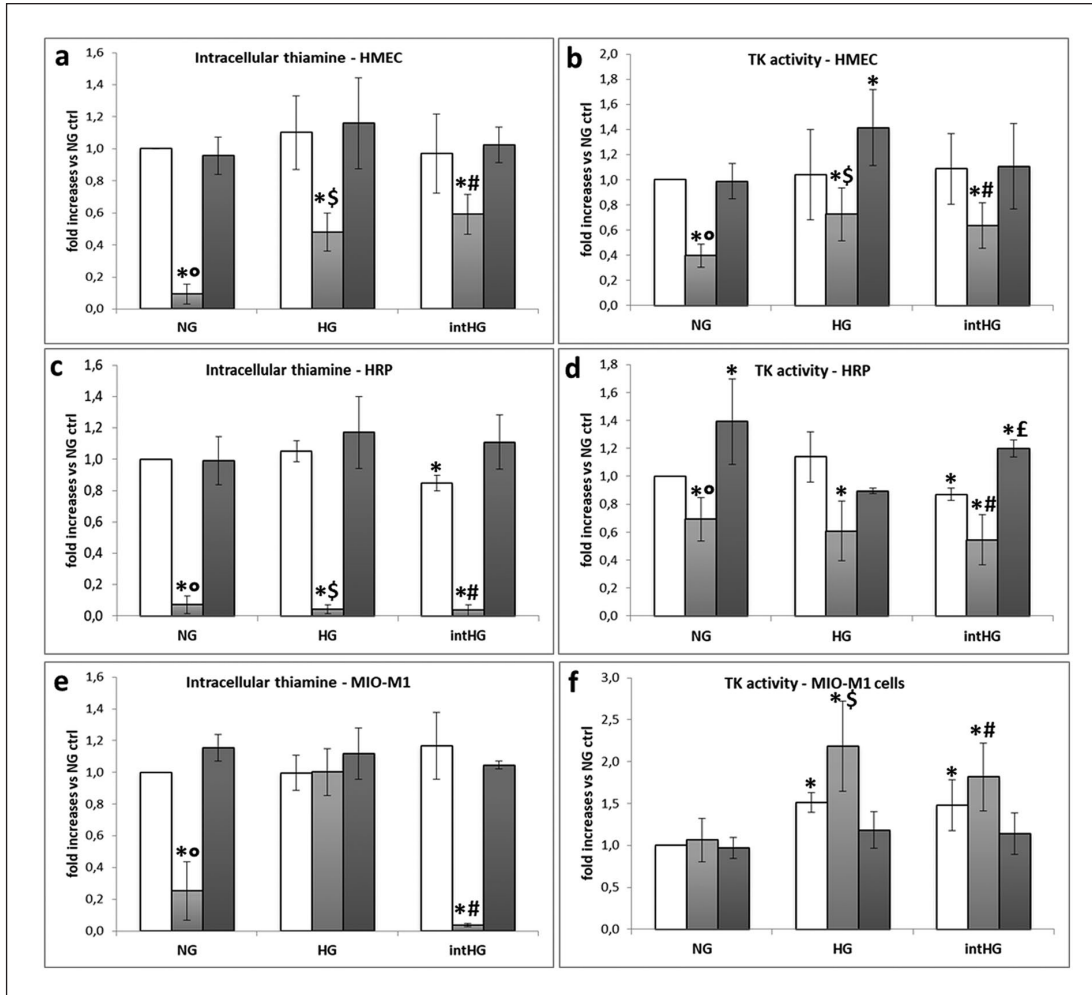 a
Intracellular thiamine - HMEC
fold increases vs NG ctrl
1,6
1,4
1,2
1,0
0,8
0,6
0,4
0,2
0,0
*o
*$
*#
NG HG intHG
b
TK activity - HMEC
fold increases vs NG ctrl
2,0
1,8
1,6
1,4
1,2
1,0
0,8
0,6
0,4
0,2
0,0
*o
*$
*
*#
NG HG intHG
c
Intracellular thiamine - HRP
fold increases vs NG ctrl
1,6
1,4
1,2
1,0
0,8
0,6
0,4
0,2
0,0
*o
*$
*
*#
NG HG intHG
d
TK activity - HRP
fold increases vs NG ctrl
1,8
1,6
1,4
1,2
1,0
0,8
0,6
0,4
0,2
0,0
*o
*
*
*
*#
*£
NG HG intHG
e
Intracellular thiamine - MIO-M1
fold increases vs NG ctrl
1,6
1,4
1,2
1,0
0,8
0,6
0,4
0,2
0,0
*o
*#
NG HG intHG
f
TK activity - MIO-M1 cells
fold increases vs NG ctrl
3,0
2,5
2,0
1,5
1,0
0,5
0,0
*
*$
*
*#
NG HG intHG